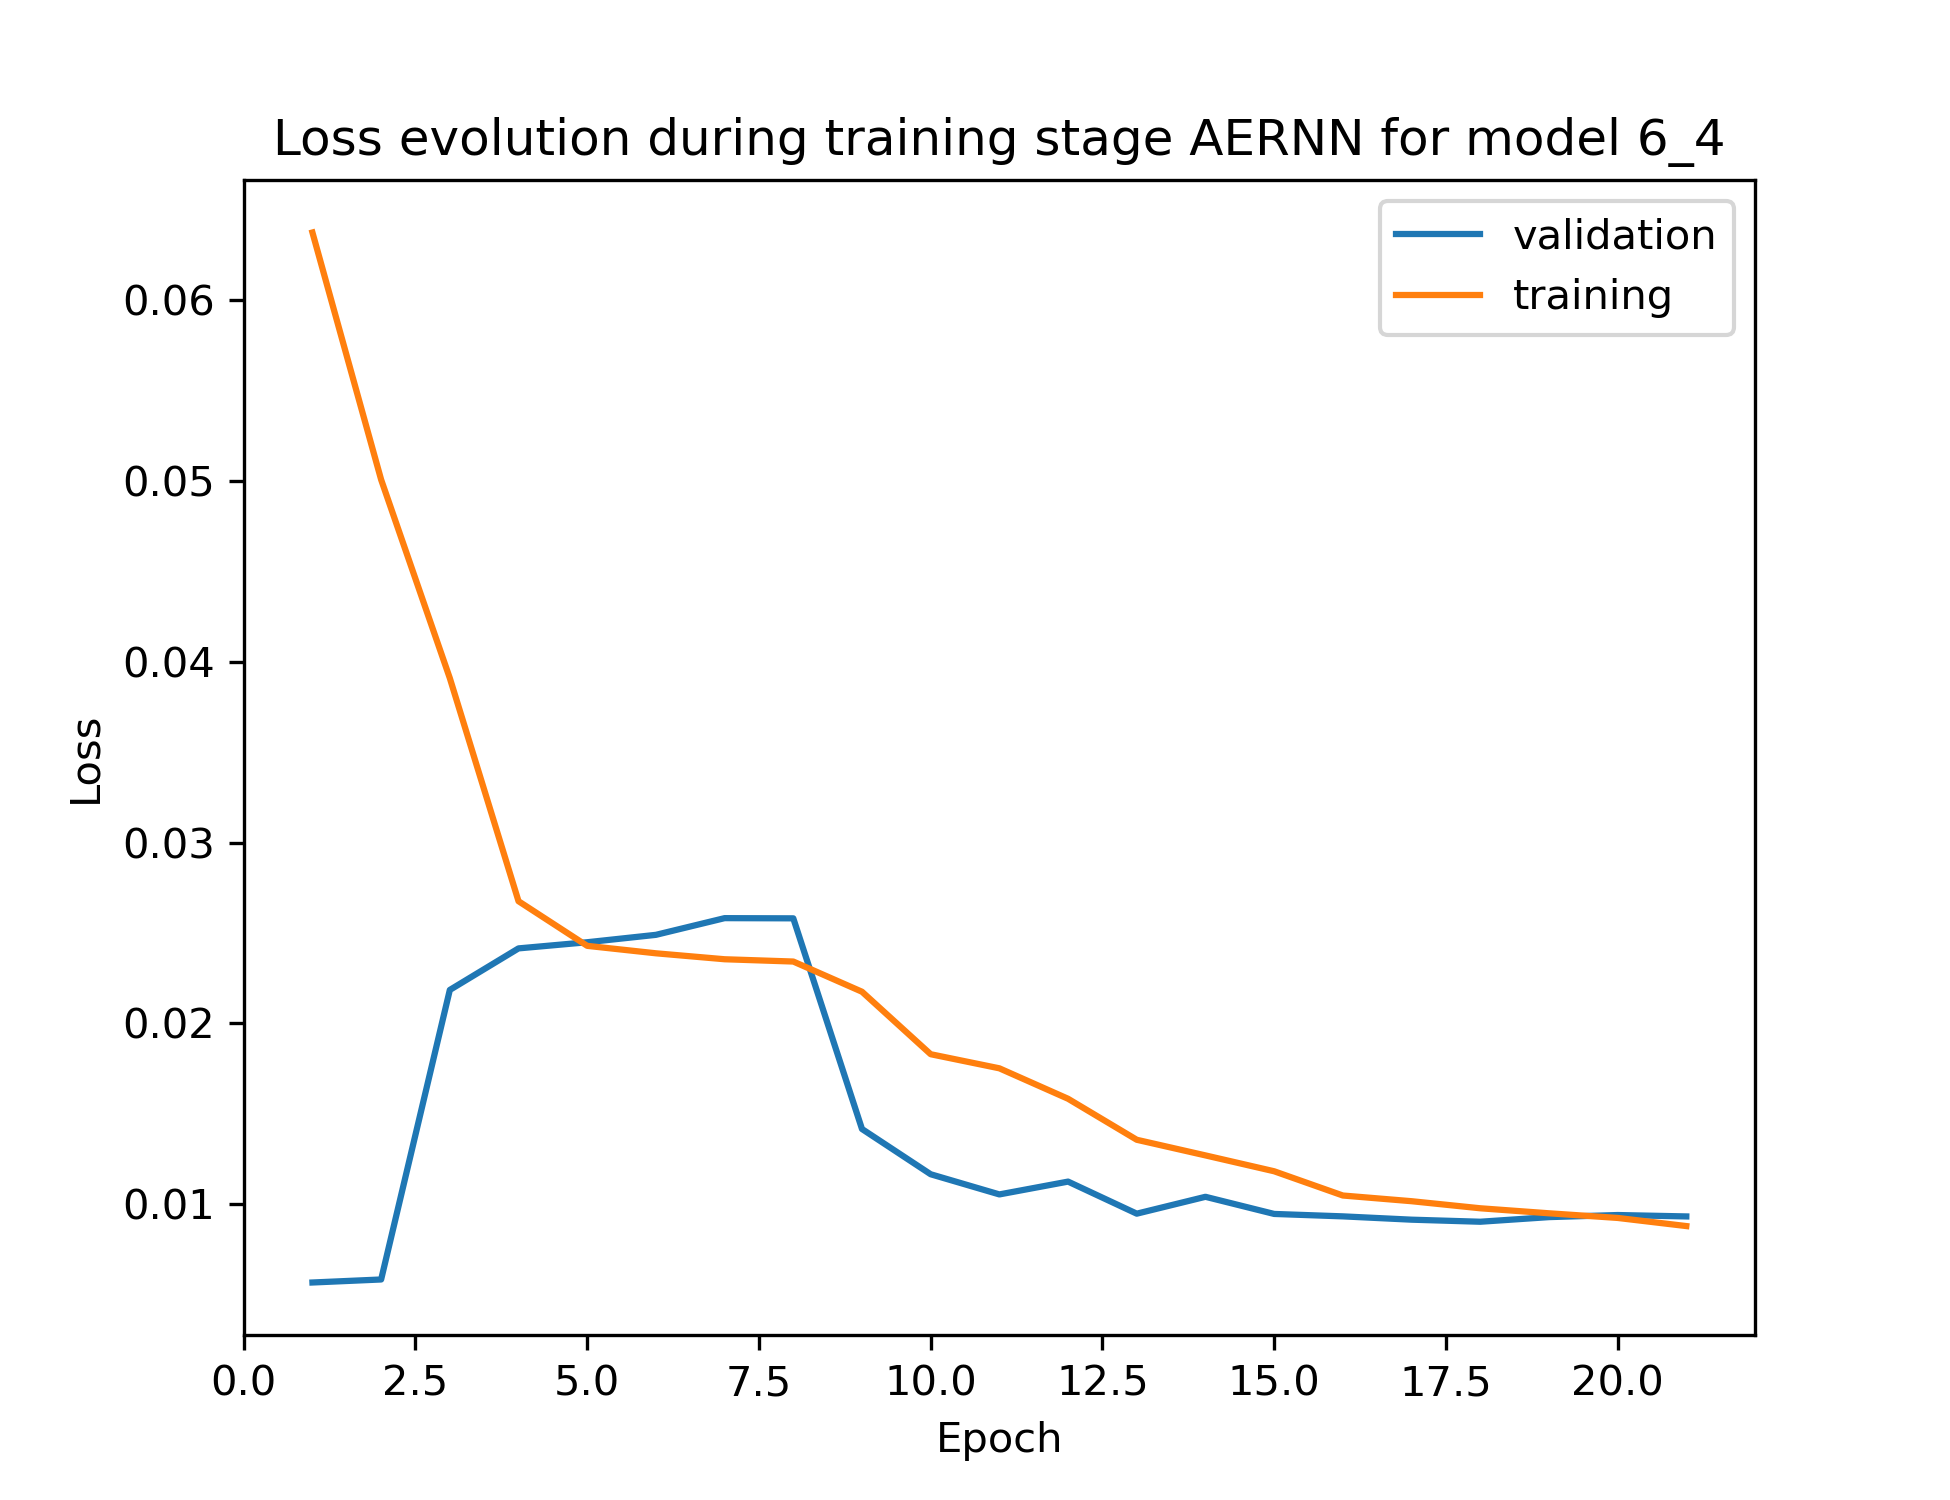 Loss evolution during training stage AERNN for model 6_4
validation
training
0.06
0.05
0.04
0.03
0.02
0.01
Loss
0.0 2.5 5.0 7.5 10.0 12.5 15.0 17.5 20.0
Epoch